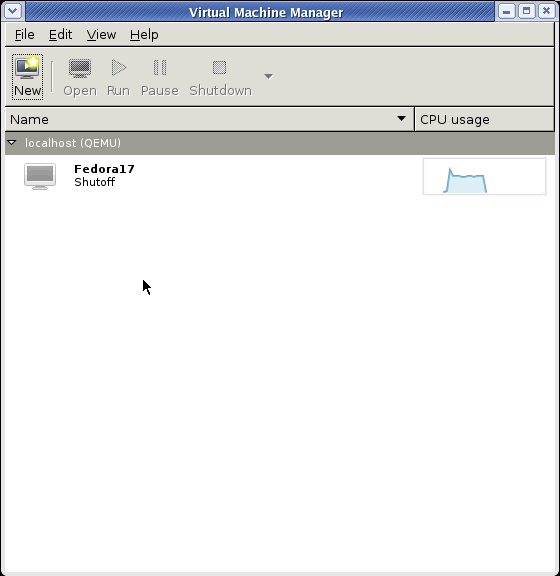 Virtual Machine Manager
File Edit View Help
New Open Run Pause Shutdown
Name CPU usage
localhost (QEMU)
Fedora17
Shutoff